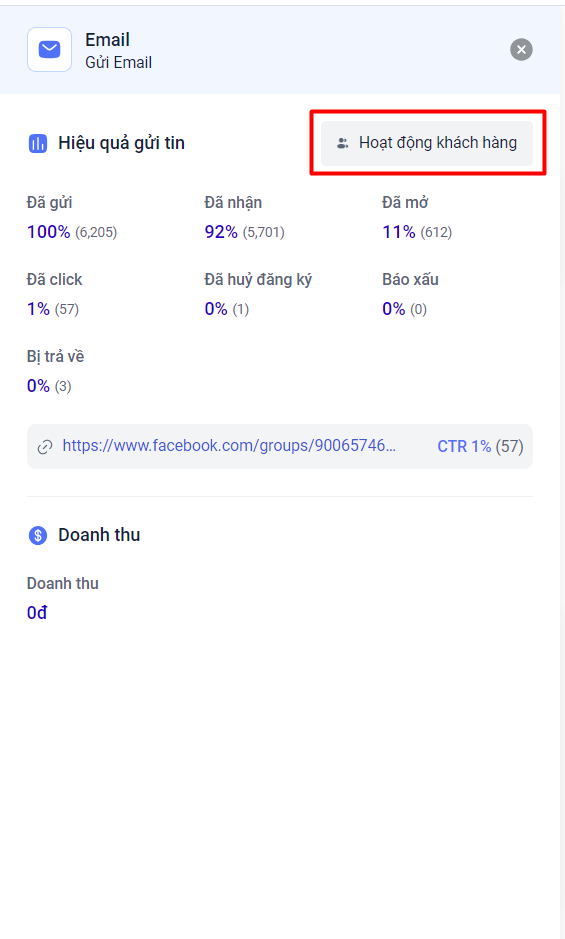 Email
Gửi Email
Hiệu quả gửi tin
Hoạt động khách hàng
Đã gửi
Đã nhận
Đã mở
100% (6,205)
92% (5,701)
11% (612)
Đã click
Đã huỷ đăng ký
Báo xấu
1% (57)
0% (1)
0% (0)
Bị trả về
0% (3)
https://www.facebook.com/groups/90065746...
CTR 1% (57)
Doanh thu
Doanh thu
0đ